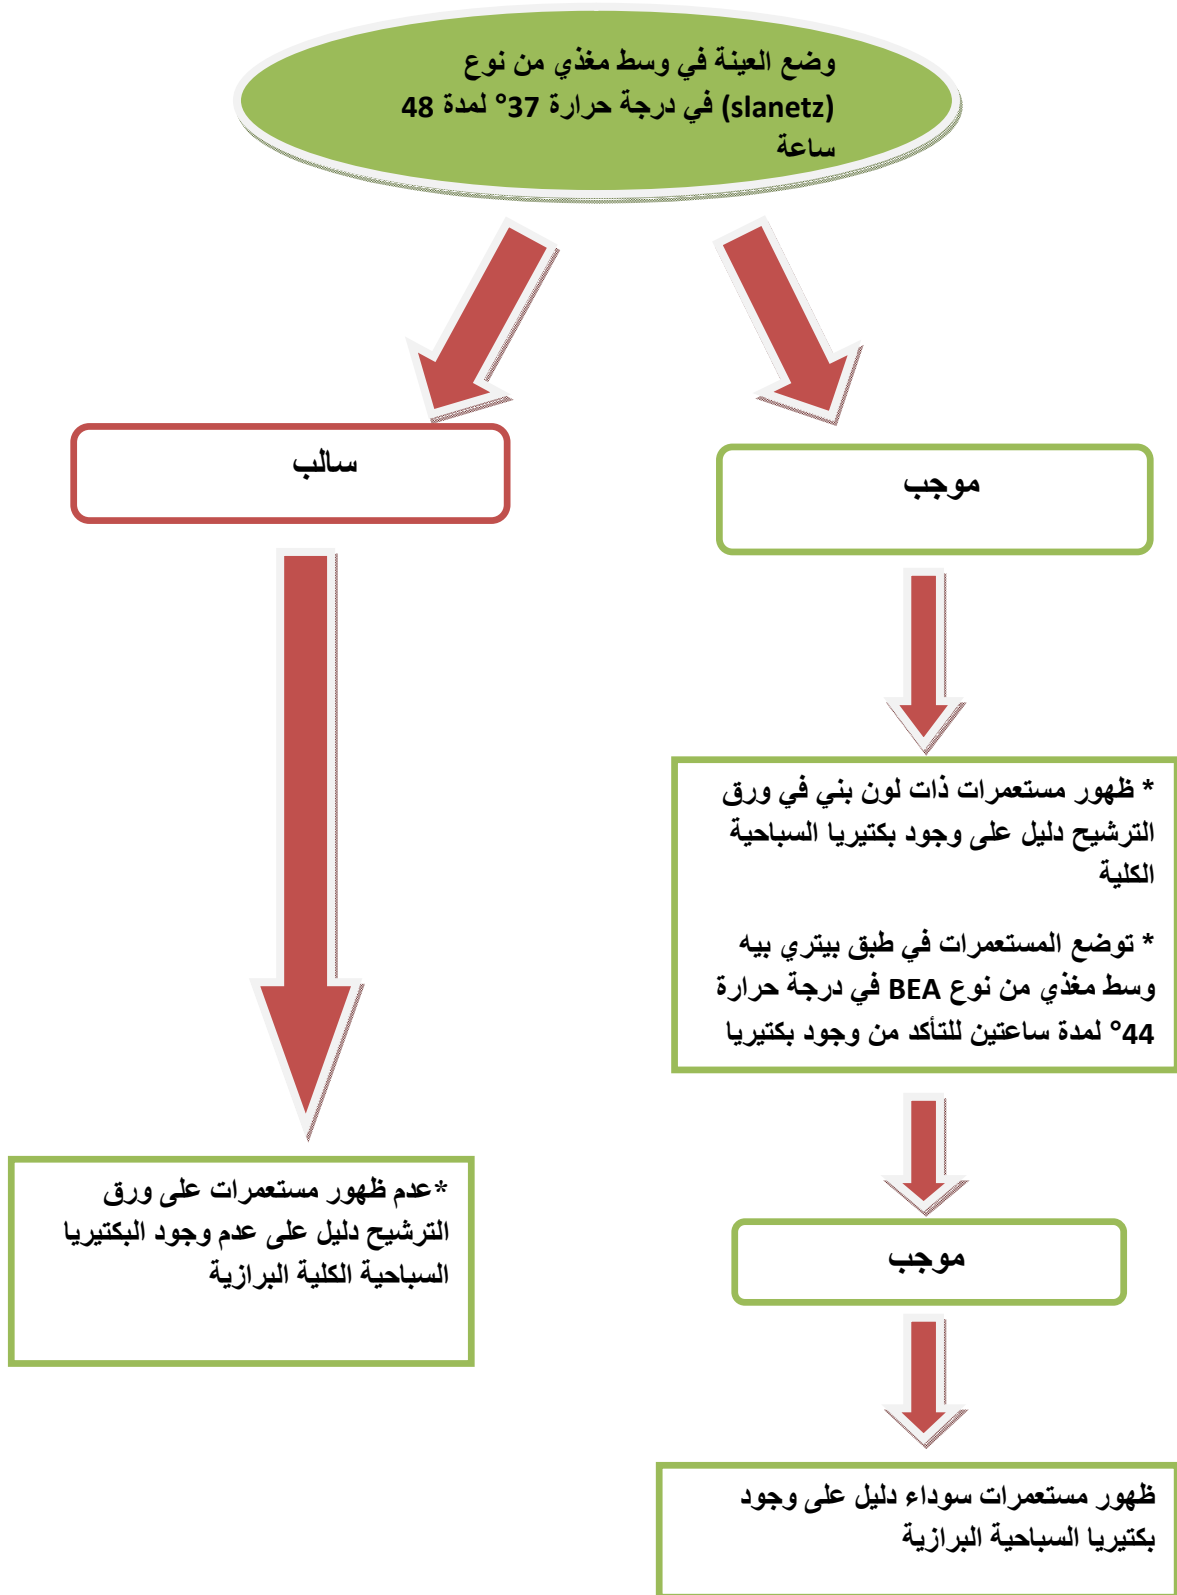 وضع العينة في وسط مغذي من نوع
(slanetz) في درجة حرارة 37° لمدة 48
ساعة
موجب
سالب
* ظهور مستعمرات ذات لون بني في ورق
الترشيح دليل على وجود بكتيريا السباحية
الكلية
* توضع المستعمرات في طبق بيتري بيه
وسط مغذي من نوع BEA في درجة حرارة
44° لمدة ساعتين للتأكد من وجود بكتيريا
*عدم ظهور مستعمرات على ورق
الترشيح دليل على عدم وجود البكتيريا
السباحية الكلية البرازية
موجب
ظهور مستعمرات سوداء دليل على وجود
بكتيريا السباحية البرازية